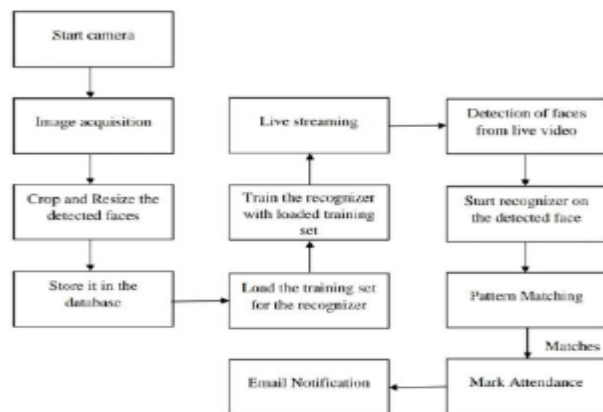 Start camera
Image acquisition
Crop and Resize the
detected faces
Store it in the
database
Load the training set
for the recognizer
Train the recognizer
with loaded training
set
Live streaming
Detection of faces
from live video
Start recognizer on
the detected face
Pattern Matching
Matches
Mark Attendance
Email Notification